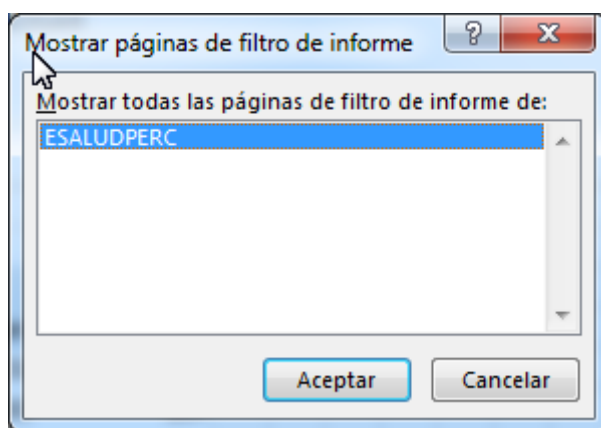 Mostrar páginas de filtro de informe
Mostrar todas las páginas de filtro de informe de:
ESALUDPERC
Aceptar
Cancelar